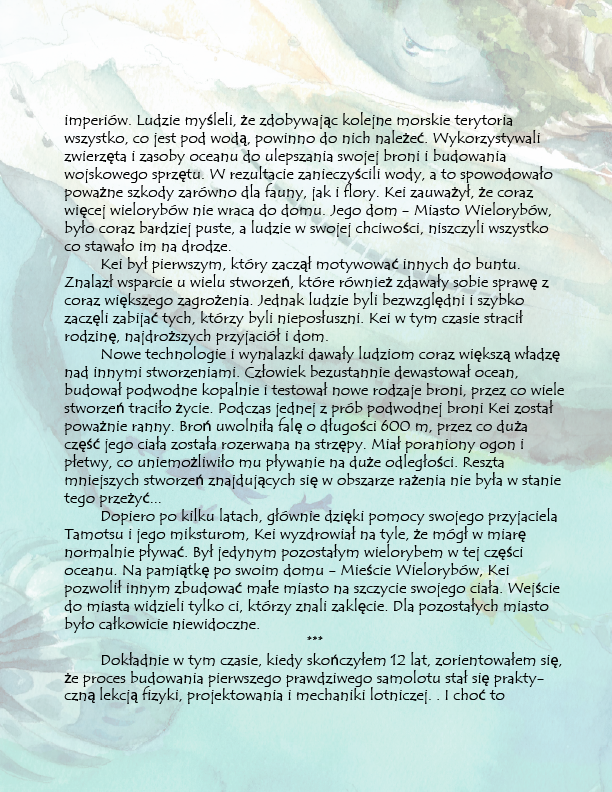 imperiów. Ludzie myśleli, że zdobywając kolejne morskie terytoria
wszystko, co jest pod wodą, powinno do nich należeć. Wykorzystywali
zwierzęta i zasoby oceanu do ulepszania swojej broni i budowania
wojskowego sprzętu. W rezultacie zanieczyścili wody, a to spowodowało
poważne szkody zarówno dla fauny, jak i flory. Kei zauważył, że coraz
więcej wielorybów nie wraca do domu. Jego dom - Miasto Wielorybów,
było coraz bardziej puste, a ludzie w swojej chciwości, niszczyli wszystko
co stawało im na drodze.
Kei był pierwszym, który zaczął motywować innych do buntu.
Znalazł wsparcie u wielu stworzeń, które również zdawały sobie sprawę z
coraz większego zagrożenia. Jednak ludzie byli bezwzględni i szybko
zaczęli zabijać tych, którzy byli nieposłuszni. Kei w tym czasie stracił
rodzinę, najdroższych przyjaciół i dom.
Nowe technologie i wynalazki dawały ludziom coraz większą władzę
nad innymi stworzeniami. Człowiek bezustannie dewastował ocean,
budował podwodne kopalnie i testował nowe rodzaje broni, przez co wiele
stworzeń traciło życie. Podczas jednej z prób podwodnej broni Kei został
poważnie ranny. Broń uwolniła falę o długości 600 m, przez co duża
część jego ciała została rozerwana na strzępy. Miał poraniony ogon i
płetwy, co uniemożliwiło mu pływanie na duże odległości. Reszta
mniejszych stworzeń znajdujących się w obszarze rażenia nie była w stanie
tego przeżyć...
Dopiero po kilku latach, głównie dzięki pomocy swojego przyjaciela
Tamotsu i jego miksturom, Kei wyzdrowiał na tyle, że mógł w miarę
normalnie pływać. Był jedynym pozostałym wielorybem w tej części
oceanu. Na pamiątkę po swoim domu - Mieście Wielorybów, Kei
pozwolił innym zbudować małe miasto na szczycie swojego ciała. Wejście
do miasta widzieli tylko ci, którzy znali zaklęcie. Dla pozostałych miasto
było całkowicie niewidoczne.
***
Dokładnie w tym czasie, kiedy skończyłem 12 lat, zorientowałem się,
że proces budowania pierwszego prawdziwego samolotu stał się prakty-
czną lekcją fizyki, projektowania i mechaniki lotniczej. . I choć to